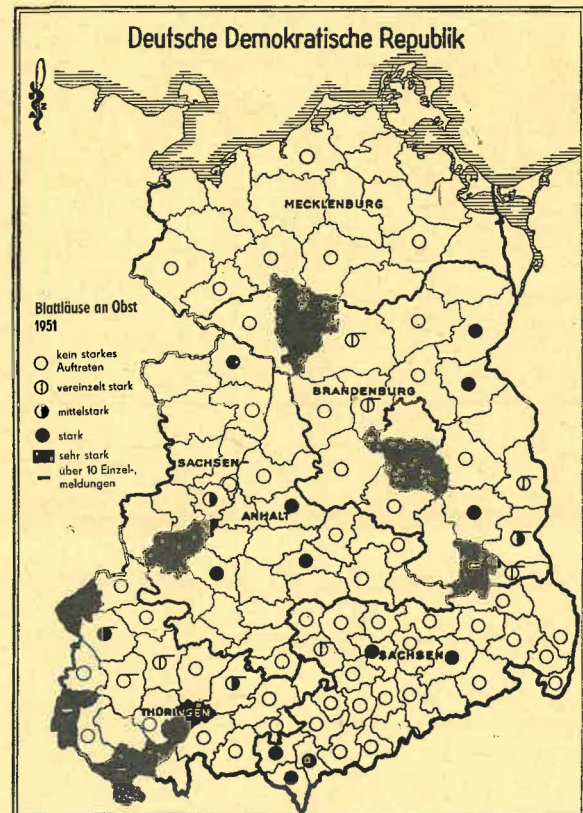 Deutsche Demokratische Republik
MECKLENBURG
Blattläuse an Obst
1951
kein starkes
Auftreten
vereinzelt stark
mittelstark
stark
sehr stark
über 10 Einzel-
meldungen
BRANDENBURG
SACHSEN-
ANHALT
SACHSEN
THÜRINGEN